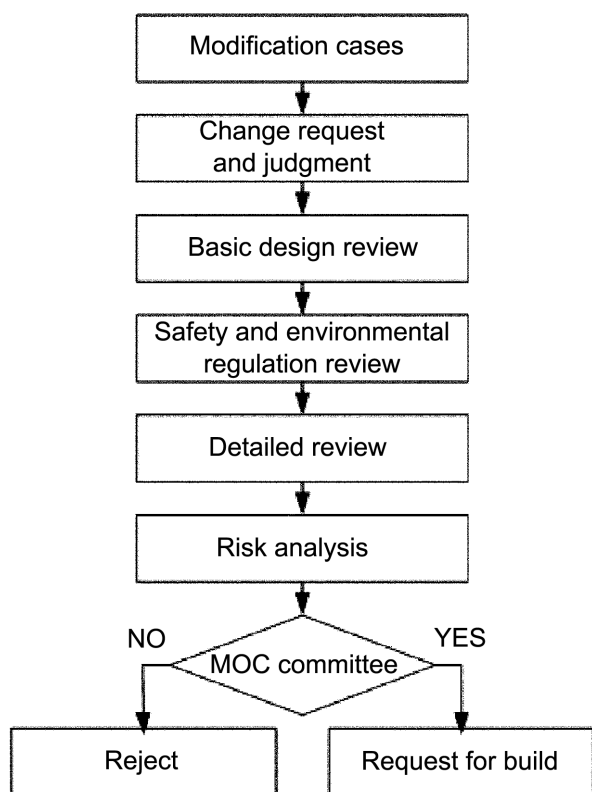 Modification cases
Change request
and judgment
Basic design review
Safety and environmental
regulation review
Detailed review
Risk analysis
NO
YES
MOC committee
Reject
Request for build